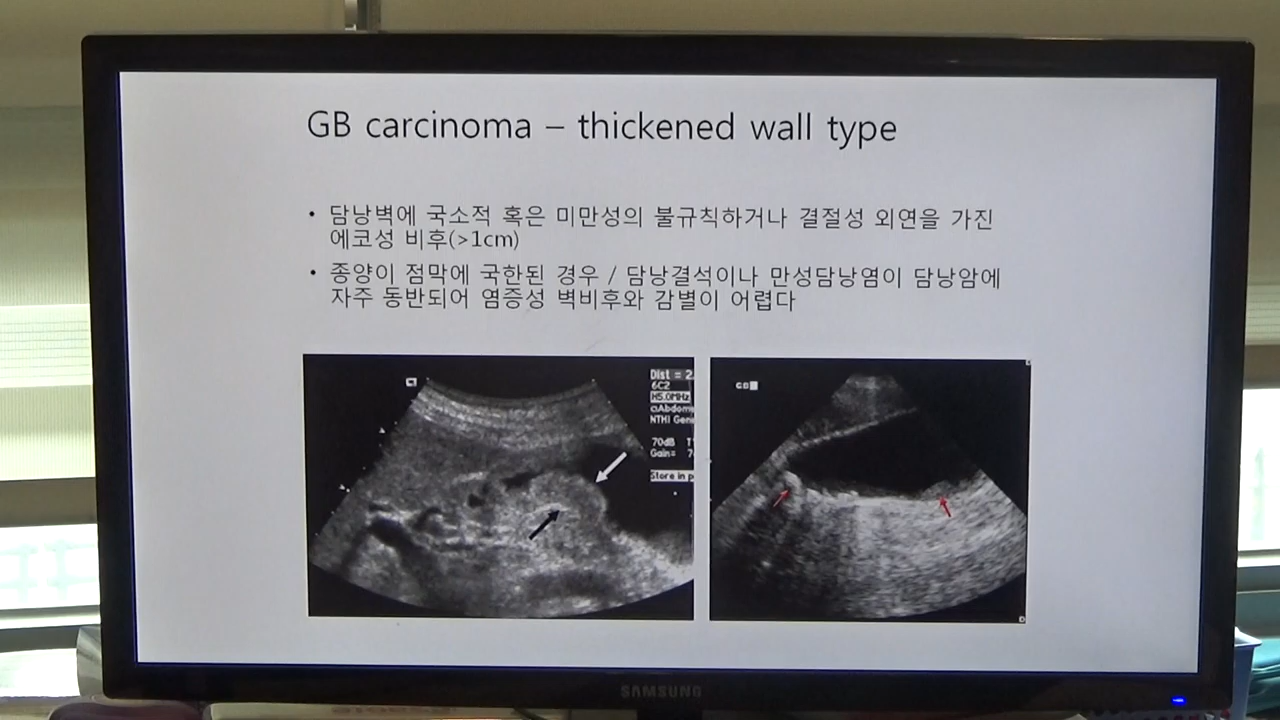 GB carcinoma – thickened wall type
• 담낭벽에 국소적 혹은 미만성의 불규칙하거나 결절성 외연을 가진
에코성 비후(>1cm)
• 종양이 점막에 국한된 경우 / 담낭결석이나 만성담낭염이 담낭암에
자주 동반되어 염증성 벽비후와 감별이 어렵다
Dist = 2
6C2
H5.0MHz
Abdom
NTHI Gen
70dB
Gain=
Store in p
GB
SAMSUNG